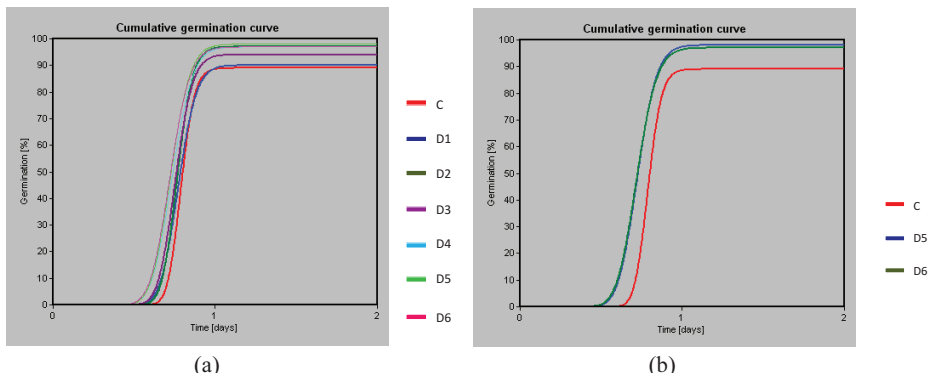 Cumulative germination curve
100
90
80
70
60
50
40
30
20
10
0
Germination [%]
0
1
2
Time [days]
C
D1
D2
D3
D4
D5
D6
(a)
Cumulative germination curve
100
90
80
70
60
50
40
30
20
10
0
Germination [%]
0
1
2
Time [days]
C
D5
D6
(b)